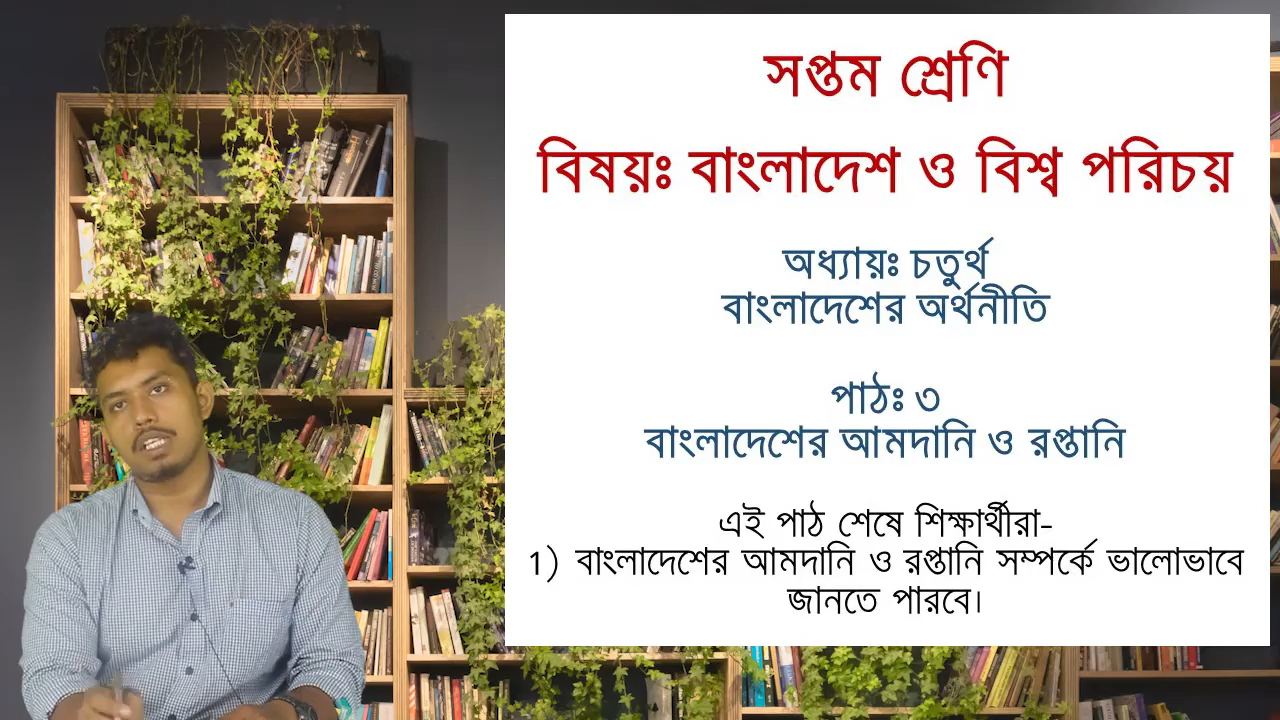 সপ্তম শ্রেণি
বিষয়ঃ বাংলাদেশ ও বিশ্ব পরিচয়
অধ্যায়ঃ চতুর্থ
বাংলাদেশের অর্থনীতি
পাঠঃ ৩
বাংলাদেশের আমদানি ও রপ্তানি
এই পাঠ শেষে শিক্ষার্থীরা-
1) বাংলাদেশের আমদানি ও রপ্তানি সম্পর্কে ভালোভাবে
জানতে পারবে।